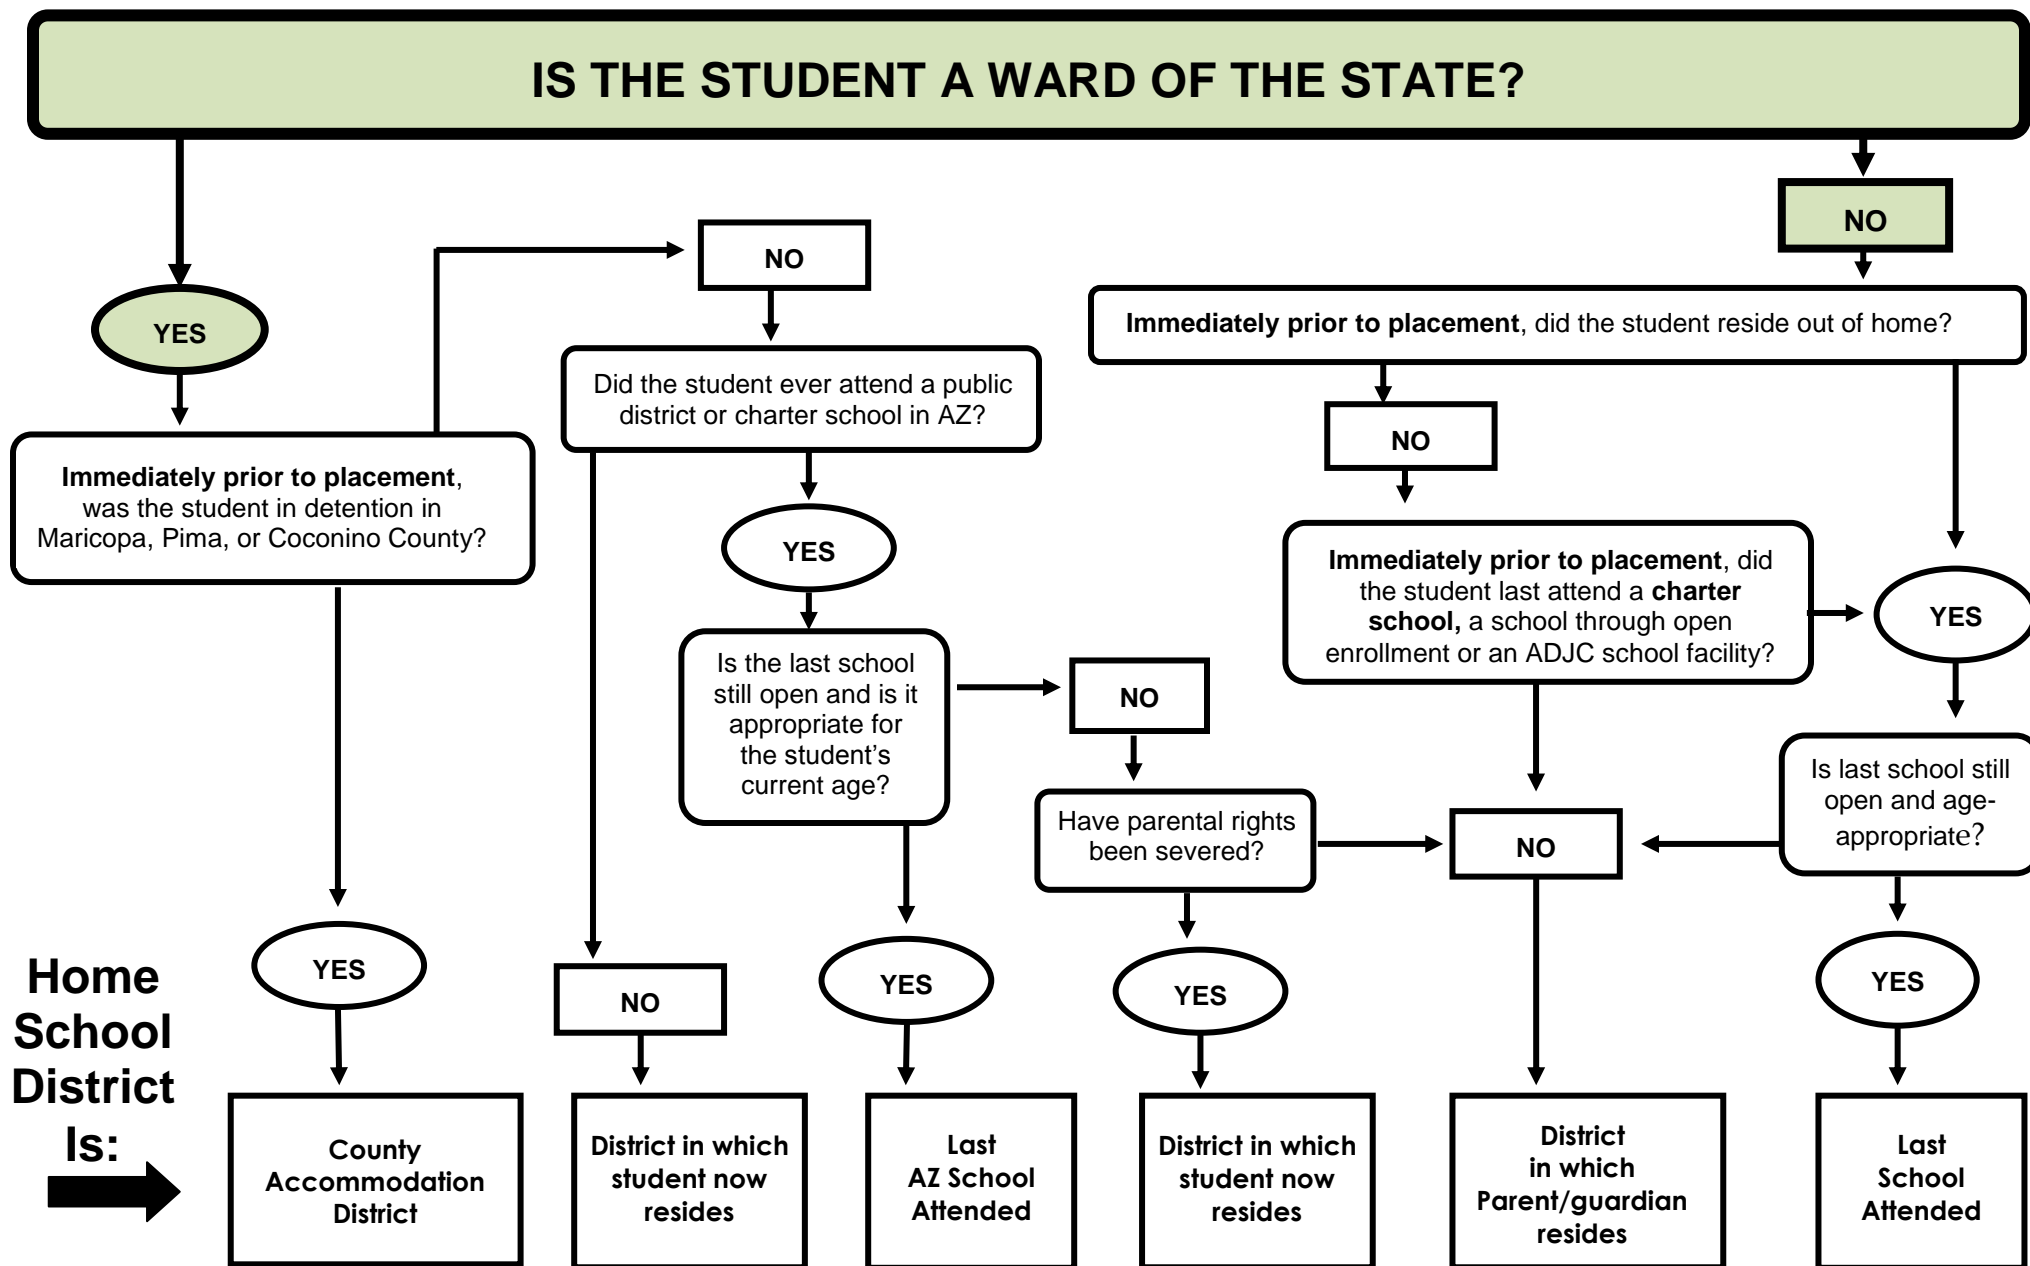 IS THE STUDENT A WARD OF THE STATE?
YES
NO
NO
Immediately prior to placement, did the student reside out of home?
Did the student ever attend a public
district or charter school in AZ?
NO
Immediately prior to placement,
was the student in detention in
Maricopa, Pima, or Coconino County?
YES
Immediately prior to placement, did
the student last attend a charter
school, a school through open
enrollment or an ADJC school facility?
YES
Is the last school
still open and is it
appropriate for
the student’s
current age?
NO
Is last school still
open and age-
appropriate?
Have parental rights
been severed?
NO
YES
NO
YES
YES
YES
Home
School
District
Is:
County
Accommodation
District
District in which
student now
resides
Last
AZ School
Attended
District in which
student now
resides
District
in which
Parent/guardian
resides
Last
School
Attended